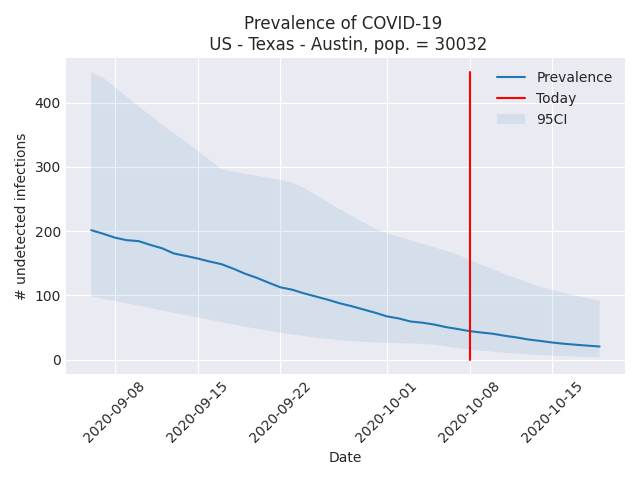 Prevalence of COVID-19
US - Texas - Austin, pop. = 30032
Prevalence
Today
95CI
# undetected infections
400
300
200
100
0
2020-09-08
2020-09-15
2020-09-22
2020-10-01
2020-10-08
2020-10-15
Date